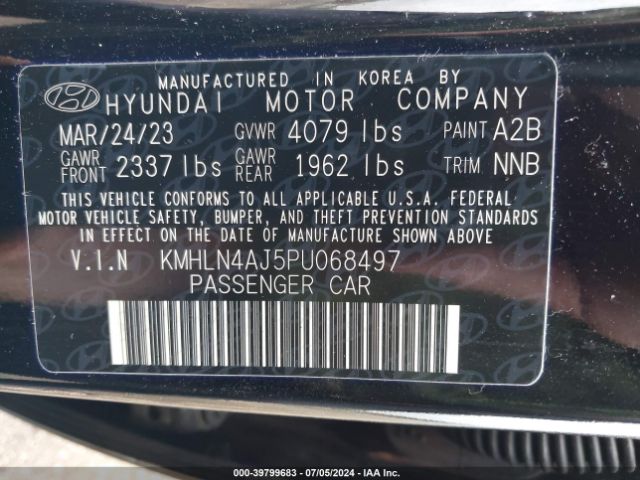 MANUFACTURED IN KOREA BY
HYUNDAI MOTOR COMPANY
MAR/24/23 GVWR 4079 lbs PAINT A2B
GAWR FRONT 2337 lbs GAWR REAR 1962 lbs TRIM NNB
THIS VEHICLE CONFORMS TO ALL APPLICABLE U.S.A. FEDERAL
MOTOR VEHICLE SAFETY, BUMPER, AND THEFT PREVENTION STANDARDS
IN EFFECT ON THE DATE OF MANUFACTURE SHOWN ABOVE.
V.I.N KMHLN4AJ5PU068497
PASSENGER CAR
000-39799683 / 07/05/2024 - IAA Inc.